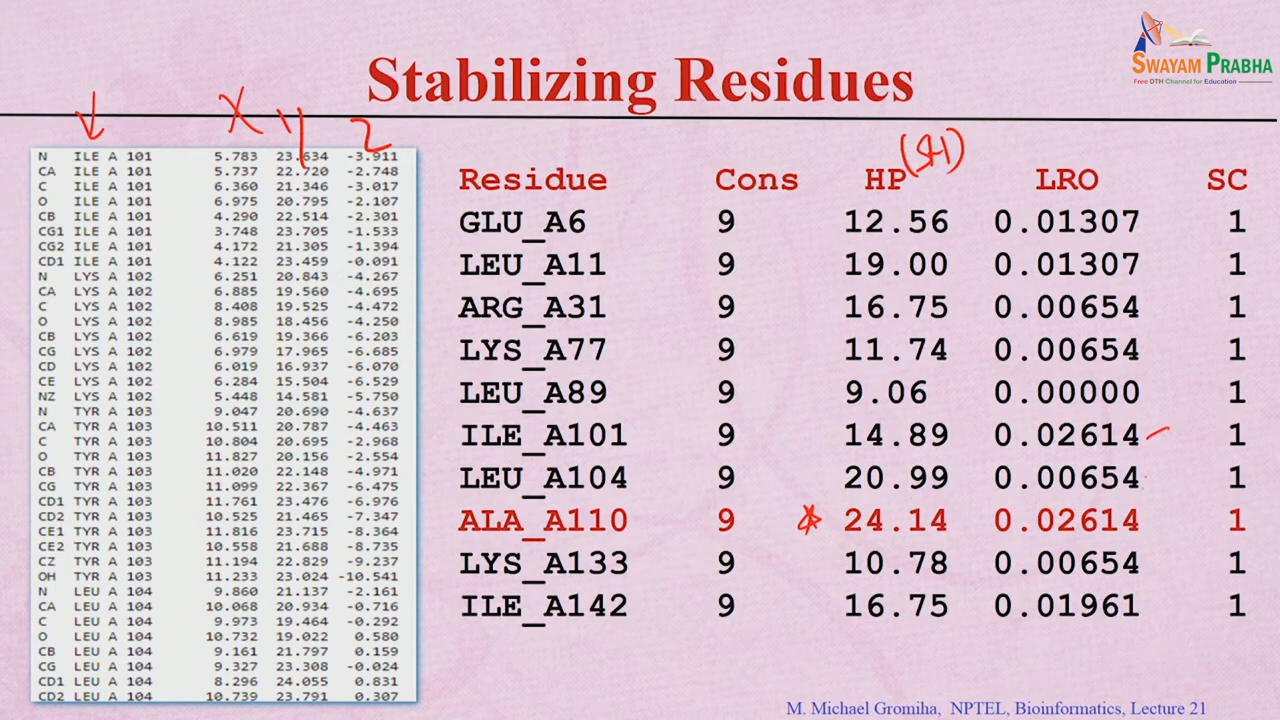 SWAYAM PRABHA
Free DTH Channel for Education
Stabilizing Residues
X Y Z
N ILE A 101 5.783 23.634 -3.911
CA ILE A 101 5.737 22.720 -2.748
C ILE A 101 6.360 21.346 -3.017
O ILE A 101 6.975 20.795 -2.107
CB ILE A 101 4.290 22.514 -2.301
CG1 ILE A 101 3.748 23.705 -1.533
CG2 ILE A 101 4.172 21.305 -1.394
CD1 ILE A 101 4.122 23.459 -0.091
N LYS A 102 6.251 20.843 -4.267
CA LYS A 102 6.885 19.560 -4.695
C LYS A 102 8.408 19.525 -4.472
O LYS A 102 8.985 18.456 -4.250
CB LYS A 102 6.619 19.366 -6.203
CG LYS A 102 6.979 17.965 -6.685
CD LYS A 102 6.019 16.937 -6.070
CE LYS A 102 6.284 15.504 -6.529
NZ LYS A 102 5.448 14.581 -5.750
N TYR A 103 9.047 20.690 -4.637
CA TYR A 103 10.511 20.787 -4.463
C TYR A 103 10.804 20.695 -2.968
O TYR A 103 11.827 20.156 -2.554
CB TYR A 103 11.020 22.148 -4.971
CG TYR A 103 11.099 22.367 -6.475
CD1 TYR A 103 11.761 23.476 -6.976
CD2 TYR A 103 10.525 21.465 -7.347
CE1 TYR A 103 11.816 23.715 -8.364
CE2 TYR A 103 10.558 21.688 -8.735
CZ TYR A 103 11.194 22.829 -9.237
OH TYR A 103 11.233 23.024 -10.541
N LEU A 104 9.860 21.137 -2.161
CA LEU A 104 10.068 20.934 -0.716
C LEU A 104 9.973 19.464 -0.292
O LEU A 104 10.732 19.022 0.580
CB LEU A 104 9.161 21.797 0.159
CG LEU A 104 9.327 23.308 -0.024
CD1 LEU A 104 8.296 24.055 0.831
CD2 LEU A 104 10.739 23.791 0.307
(SH)
Residue Cons HP LRO SC
GLU_A6 9 12.56 0.01307 1
LEU_A11 9 19.00 0.01307 1
ARG_A31 9 16.75 0.00654 1
LYS_A77 9 11.74 0.00654 1
LEU_A89 9 9.06 0.00000 1
ILE_A101 9 14.89 0.02614 1
LEU_A104 9 20.99 0.00654 1
ALA_A110 9 24.14 0.02614 1
LYS_A133 9 10.78 0.00654 1
ILE_A142 9 16.75 0.01961 1
M. Michael Gromiha, NPTEL, Bioinformatics, Lecture 21